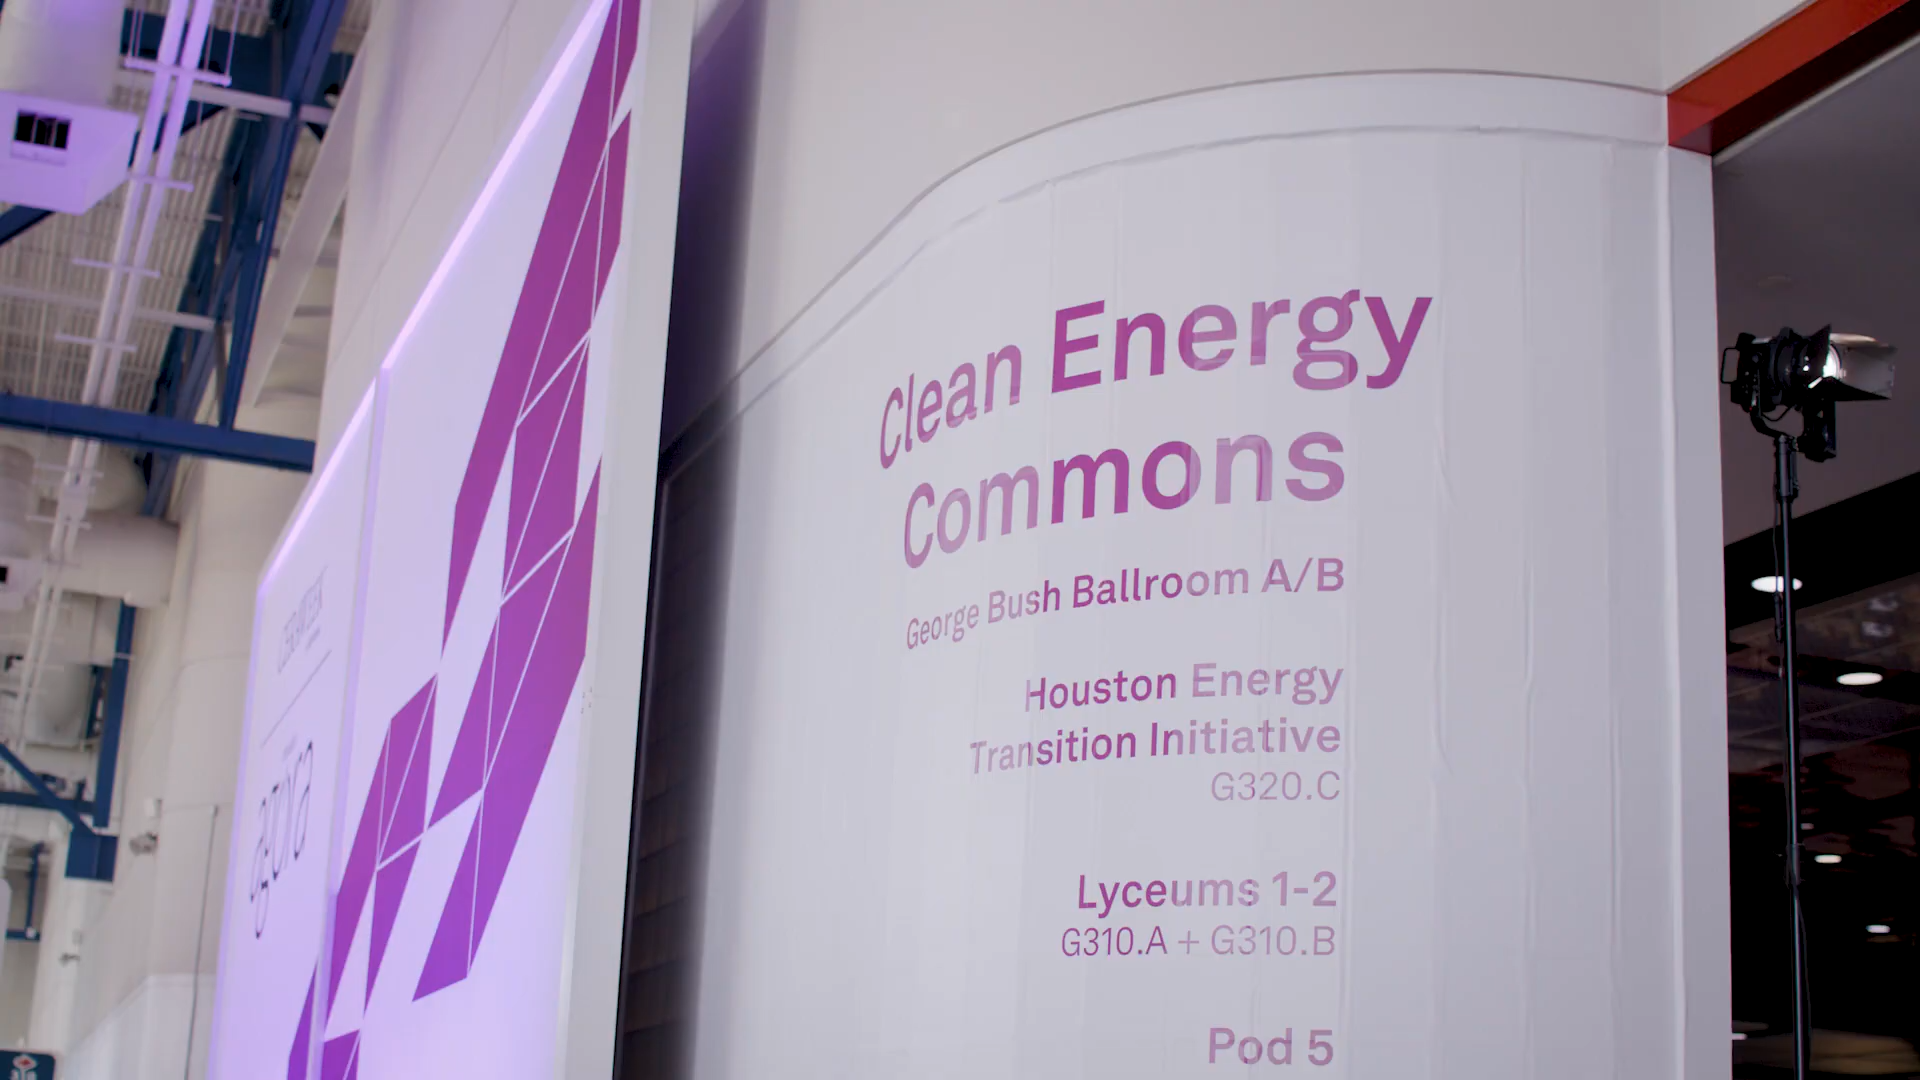 Clean Energy
Commons
George Bush Ballroom A/B
Houston Energy
Transition Initiative
G320.C
Lyceums 1-2
G310.A + G310.B
Pod 5
agora